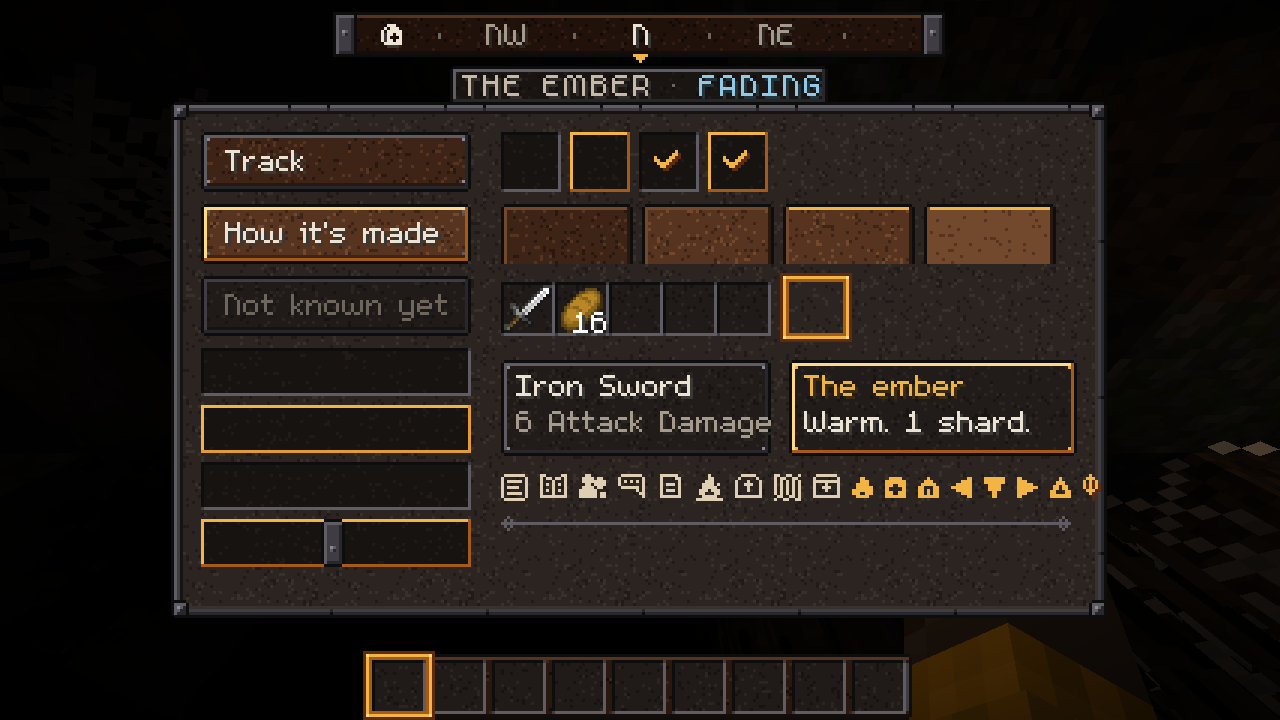 NW · N · NE
THE EMBER · FADING
Track
How it's made
Not known yet
16
Iron Sword
6 Attack Damage
The ember
Warm. 1 shard.